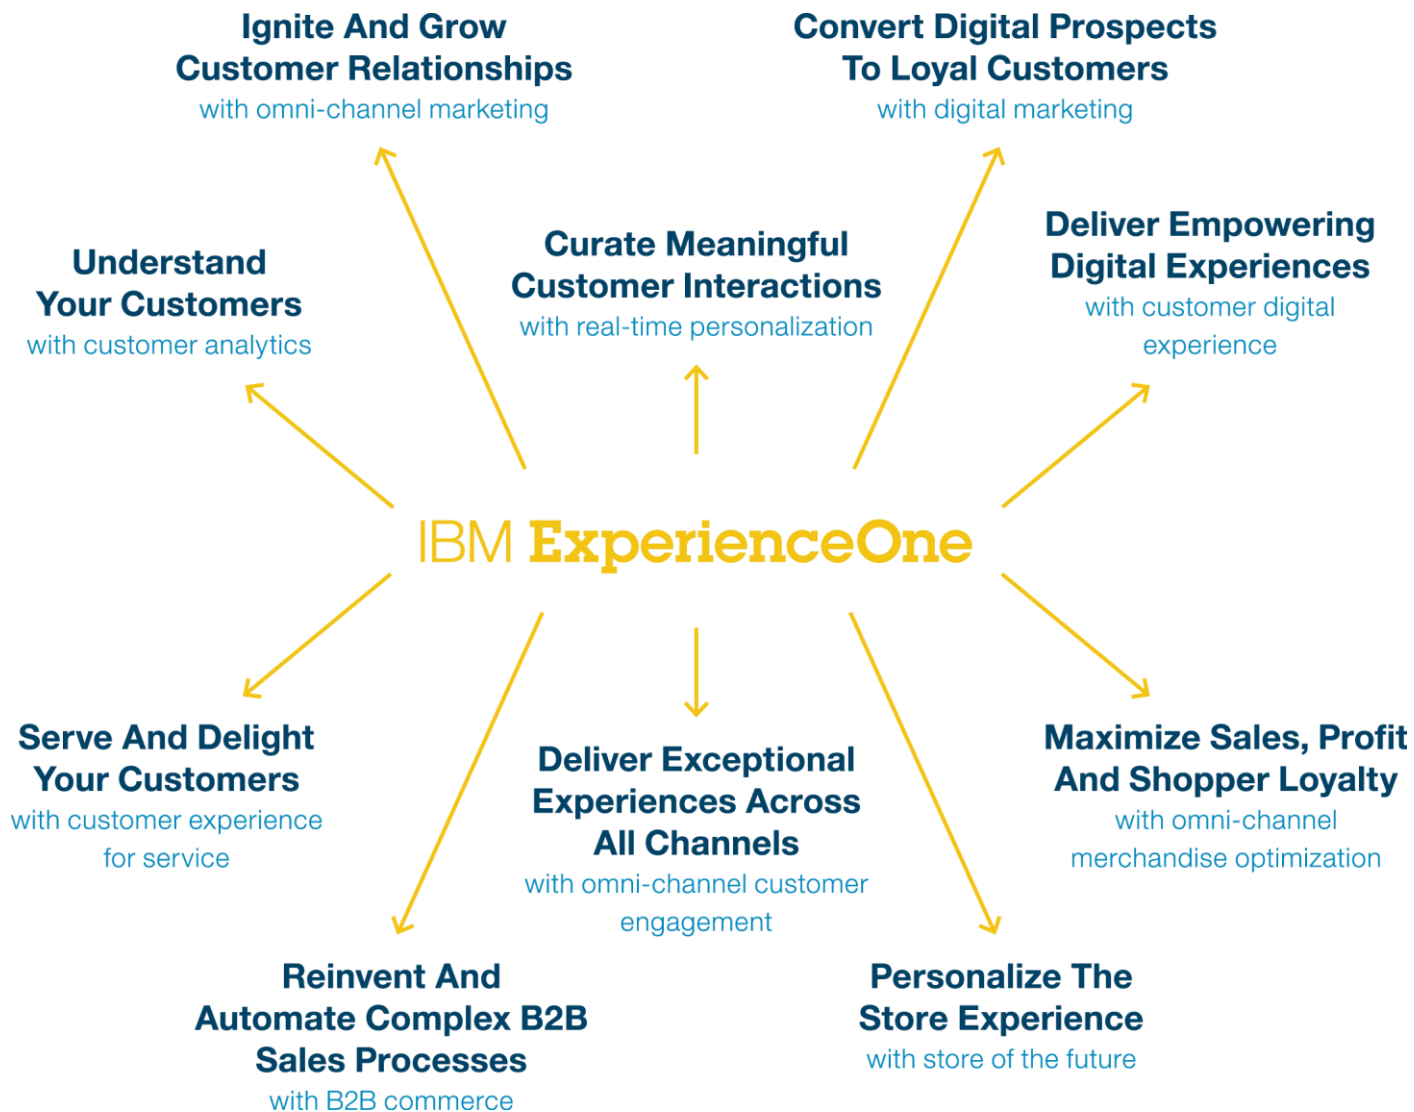 Ignite And Grow
Customer Relationships
with omni-channel marketing
Convert Digital Prospects
To Loyal Customers
with digital marketing
Understand
Your Customers
with customer analytics
Curate Meaningful
Customer Interactions
with real-time personalization
Deliver Empowering
Digital Experiences
with customer digital
experience
IBM ExperienceOne
Serve And Delight
Your Customers
with customer experience
for service
Deliver Exceptional
Experiences Across
All Channels
with omni-channel customer
engagement
Maximize Sales, Profit
And Shopper Loyalty
with omni-channel
merchandise optimization
Reinvent And
Automate Complex B2B
Sales Processes
with B2B commerce
Personalize The
Store Experience
with store of the future